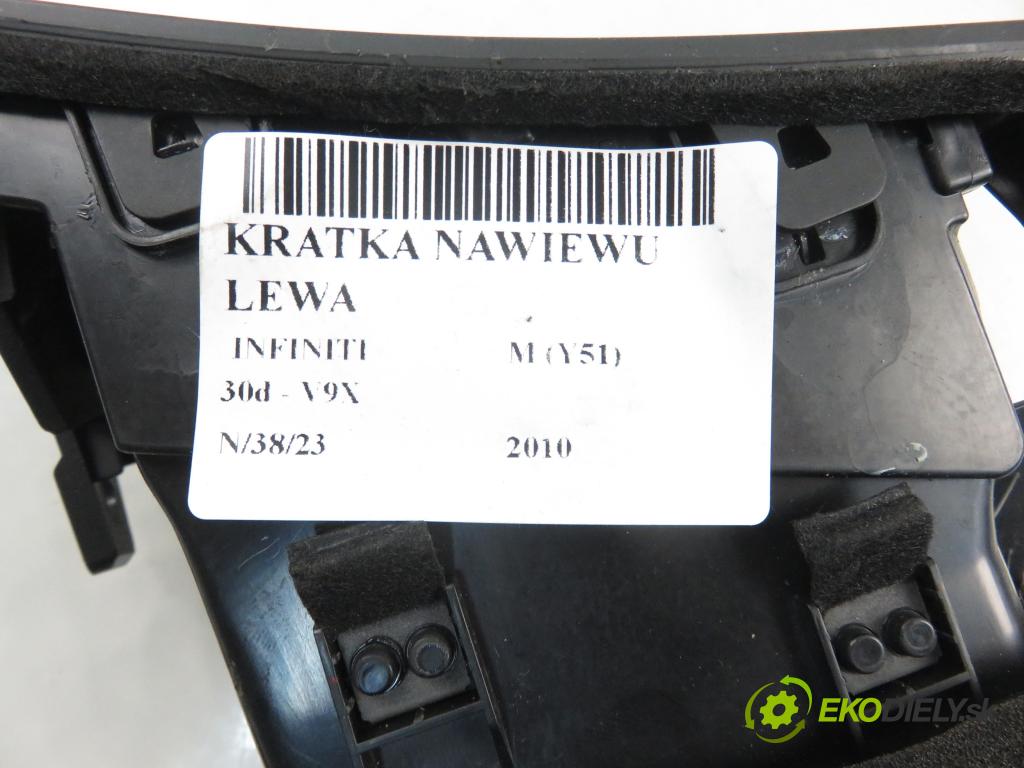 KRATKA NAWIEWU
LEWA
INFINITI M (Y51)
30d - V9X
N/38/23 2010
EKODIELY.sk